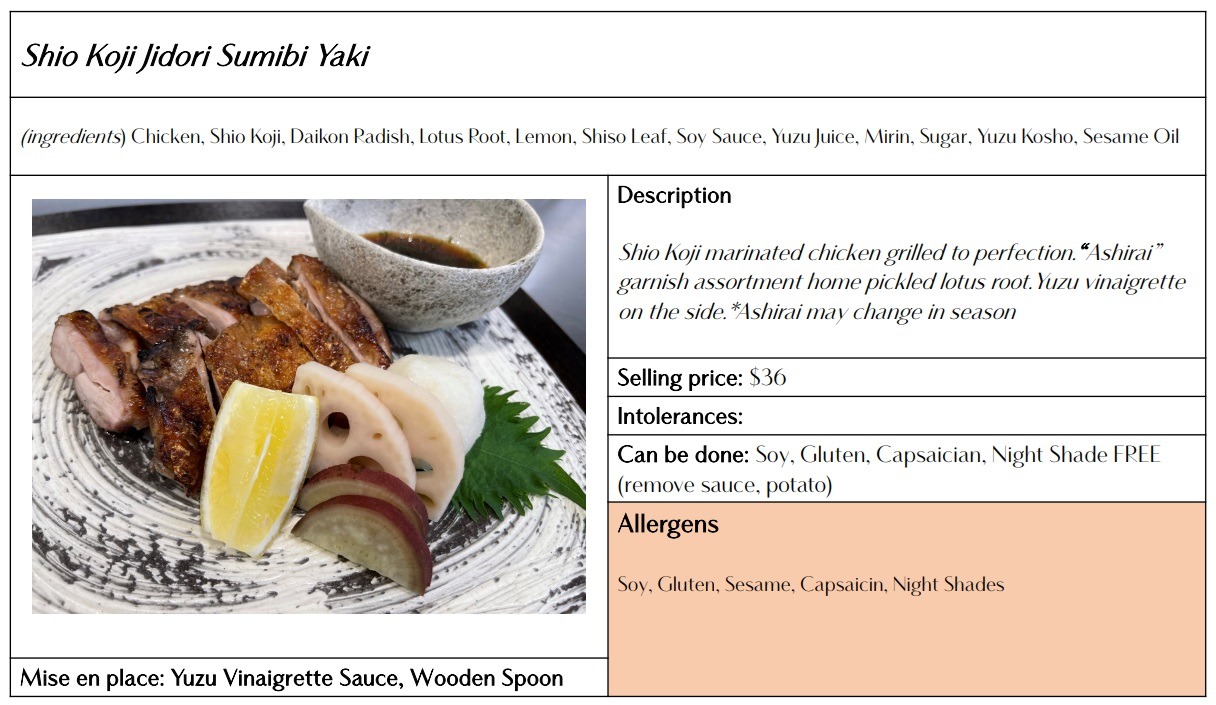 Shio Koji Jidori Sumibi Yaki
(ingredients) Chicken, Shio Koji, Daikon Radish, Lotus Root, Lemon, Shiso Leaf, Soy Sauce, Yuzu Juice, Mirin, Sugar, Yuzu Kosho, Sesame Oil
Description
Shio Koji marinated chicken grilled to perfection.“Ashirai”
garnish assortment home pickled lotus root.Yuzu vinaigrette
on the side.*Ashirai may change in season
Selling price: $36
Intolerances:
Can be done: Soy, Gluten, Capsaician, Night Shade FREE
(remove sauce, potato)
Allergens
Soy, Gluten, Sesame, Capsaicin, Night Shades
Mise en place: Yuzu Vinaigrette Sauce, Wooden Spoon